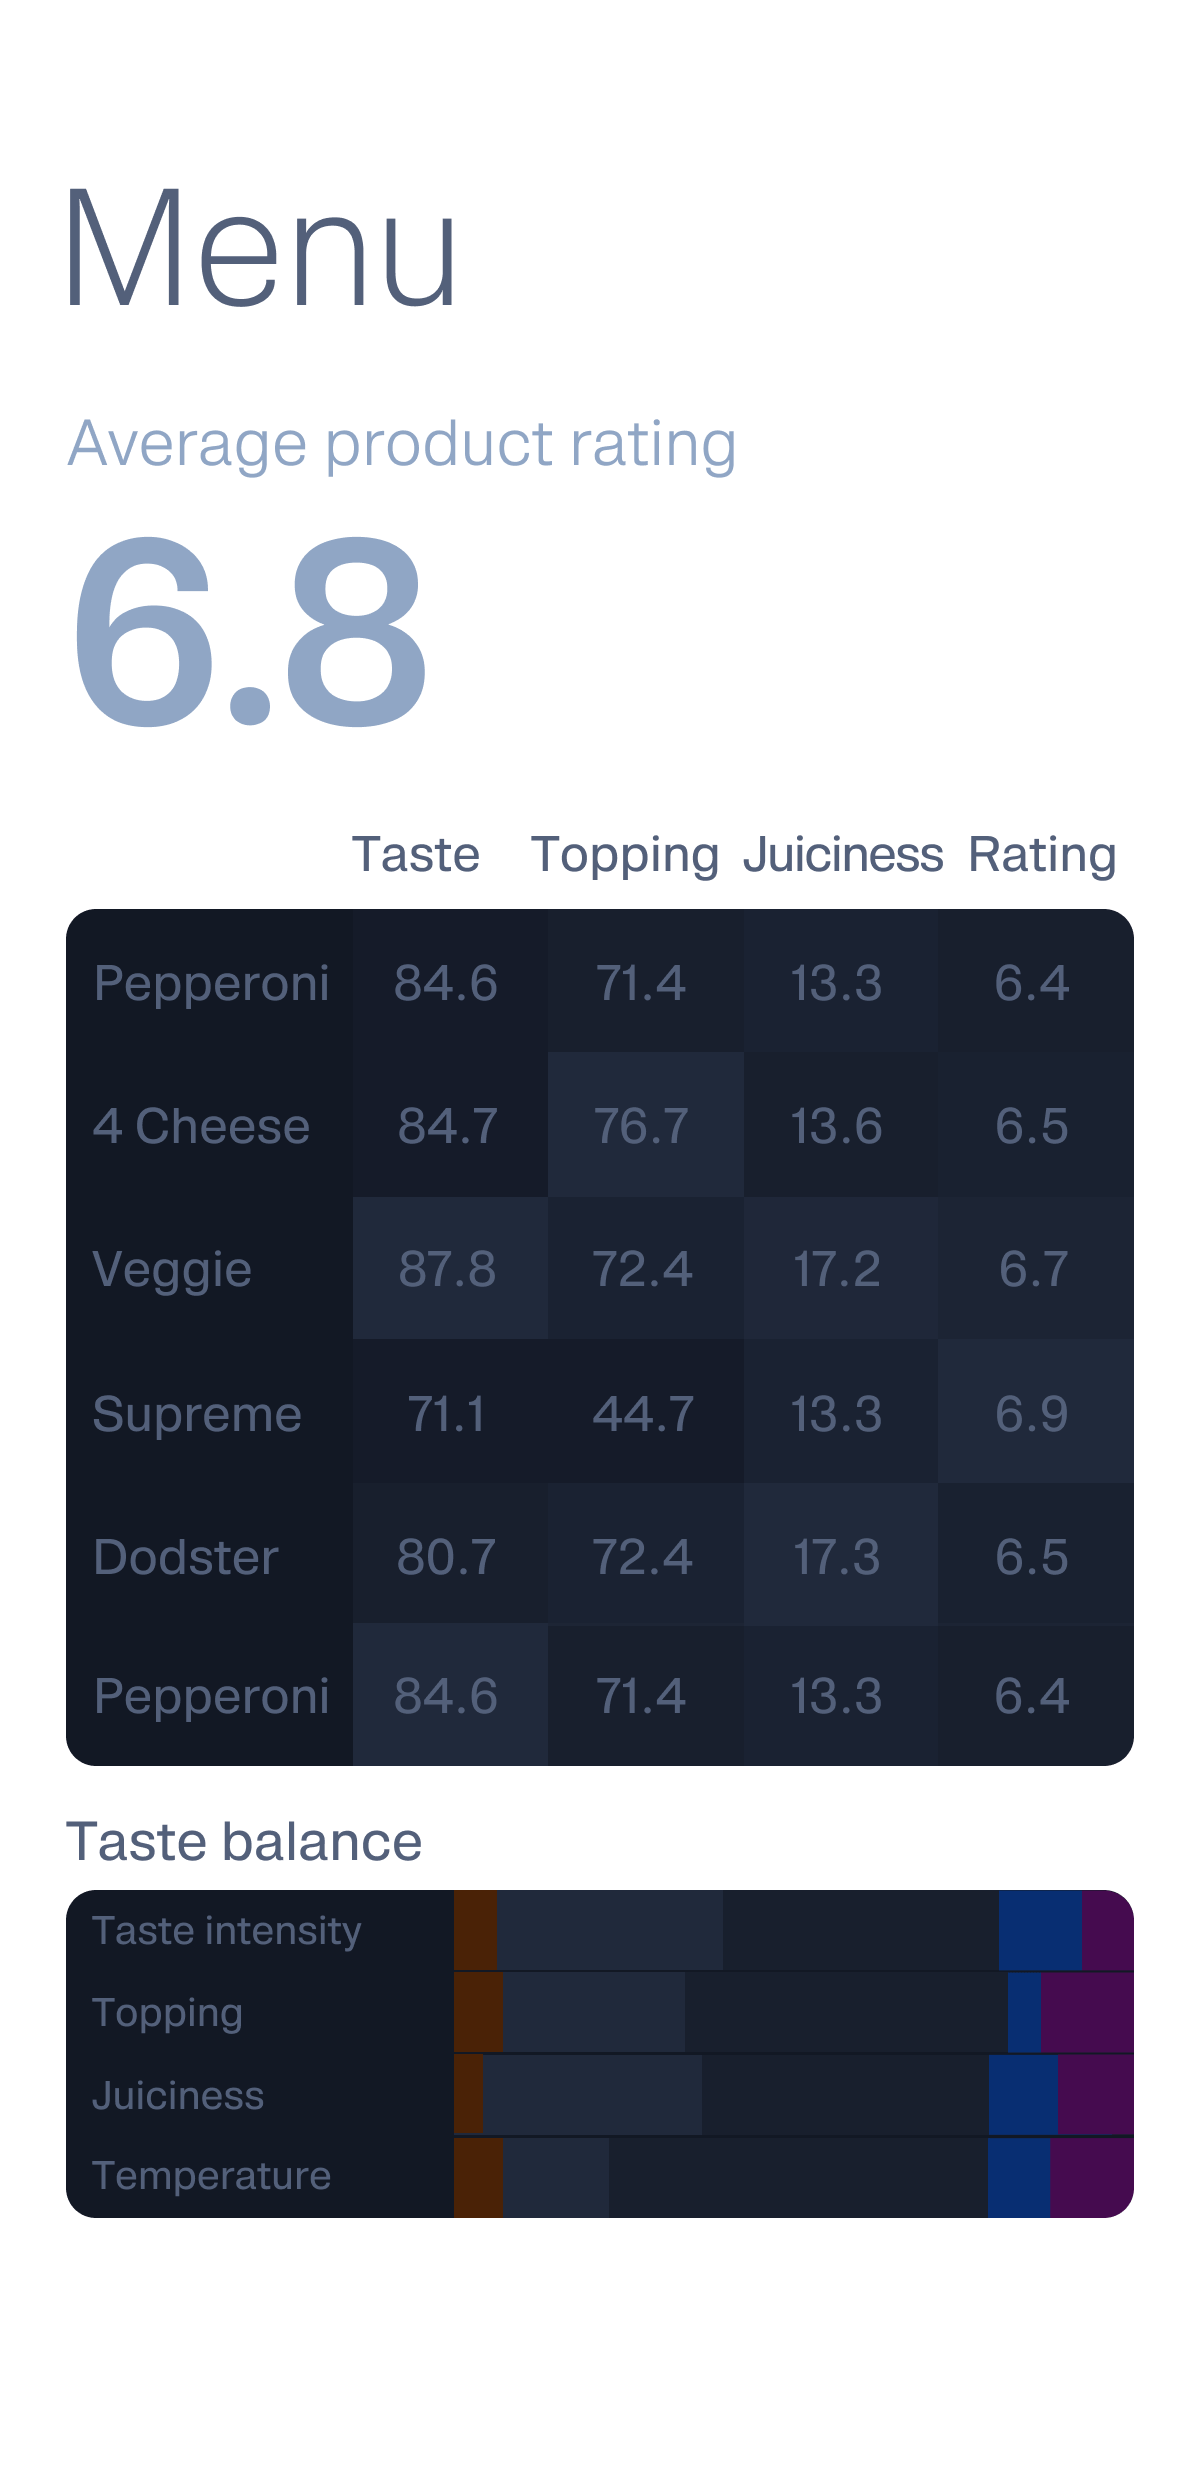 Menu
Average product rating
6.8
Taste Topping Juiciness Rating
Pepperoni 84.6 71.4 13.3 6.4
4 Cheese 84.7 76.7 13.6 6.5
Veggie 87.8 72.4 17.2 6.7
Supreme 71.1 44.7 13.3 6.9
Dodster 80.7 72.4 17.3 6.5
Pepperoni 84.6 71.4 13.3 6.4
Taste balance
Taste intensity
Topping
Juiciness
Temperature